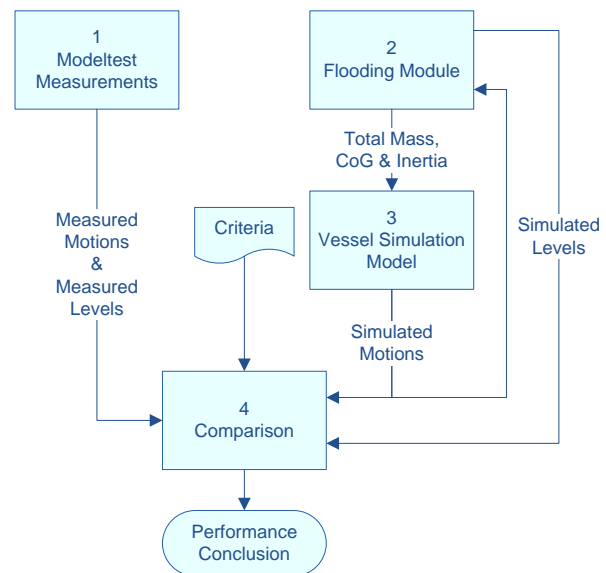 1
Modeltest
Measurements
2
Flooding Module
Total Mass,
CoG & Inertia
Measured
Motions
&
Measured
Levels
Criteria
3
Vessel Simulation
Model
Simulated
Levels
Simulated
Motions
4
Comparison
Performance
Conclusion